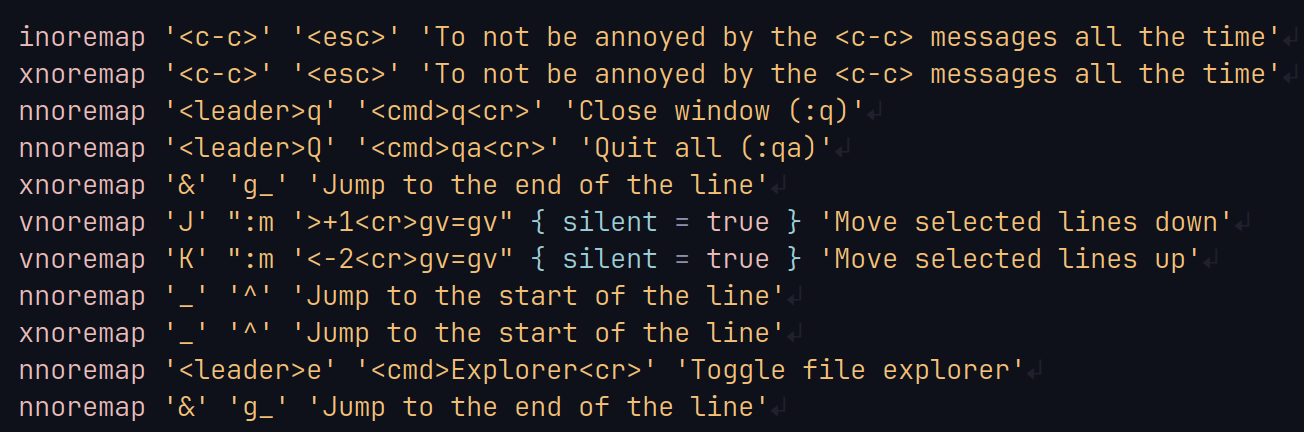 inoremap '<c-c>' '<esc>' 'To not be annoyed by the <c-c> messages all the time'
xnoremap '<c-c>' '<esc>' 'To not be annoyed by the <c-c> messages all the time'
nnoremap '<leader>q' '<cmd>q<cr>' 'Close window (:q)'
nnoremap '<leader>Q' '<cmd>qa<cr>' 'Quit all (:qa)'
xnoremap '&' 'g_' 'Jump to the end of the line'
vnoremap 'J' ":m '>+1<cr>gv=gv" { silent = true } 'Move selected lines down'
vnoremap 'K' ":m '<-2<cr>gv=gv" { silent = true } 'Move selected lines up'
nnoremap '_' '^' 'Jump to the start of the line'
xnoremap '_' '^' 'Jump to the start of the line'
nnoremap '<leader>e' '<cmd>Explorer<cr>' 'Toggle file explorer'
nnoremap '&' 'g_' 'Jump to the end of the line'